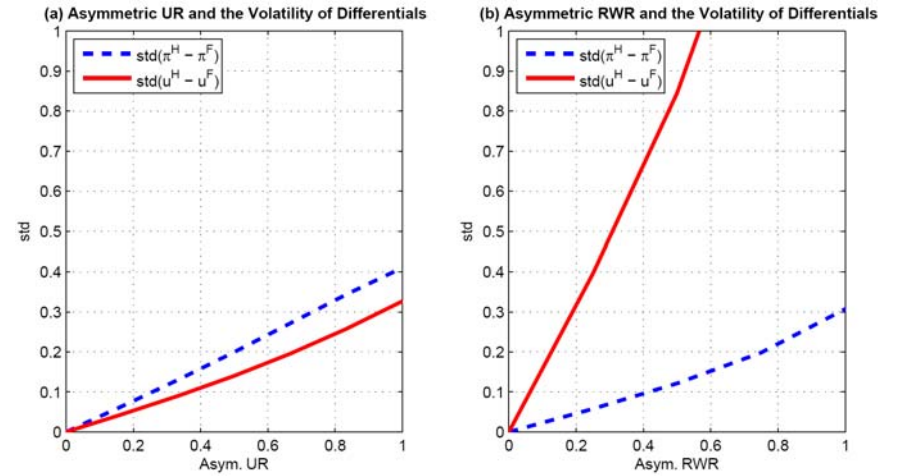 (a) Asymmetric UR and the Volatility of Differentials
std(π^H − π^F)
std(u^H − u^F)
1
0.9
0.8
0.7
0.6
0.5
0.4
0.3
0.2
0.1
0
std
0 0.2 0.4 0.6 0.8 1
Asym. UR
(b) Asymmetric RWR and the Volatility of Differentials
std(π^H − π^F)
std(u^H − u^F)
1
0.9
0.8
0.7
0.6
0.5
0.4
0.3
0.2
0.1
0
std
0 0.2 0.4 0.6 0.8 1
Asym. RWR